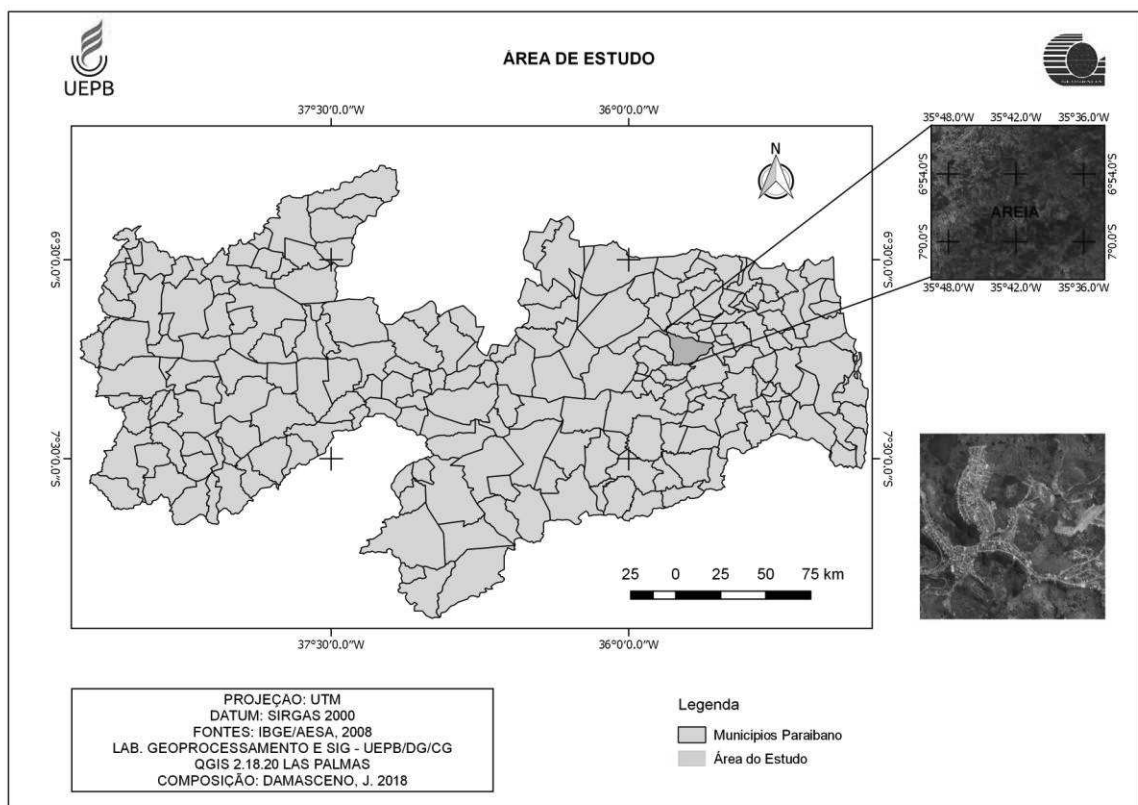 UEPB
ÁREA DE ESTUDO
37°30'0.0"W 36°0'0.0"W
35°48.0'W 35°42.0'W 35°36.0'W
N
6°54.0'S 6°54.0'S
AREIA
7°0.0'S 7°0.0'S
35°48.0'W 35°42.0'W 35°36.0'W
6°30'0.0"S 6°30'0.0"S
7°30'0.0"S 7°30'0.0"S
25 0 25 50 75 km
37°30'0.0"W 36°0'0.0"W
PROJEÇÃO: UTM
DATUM: SIRGAS 2000
FONTES: IBGE/AESA, 2008
LAB. GEOPROCESSAMENTO E SIG - UEPB/DG/CG
QGIS 2.18.20 LAS PALMAS
COMPOSIÇÃO: DAMASCENO, J. 2018
Legenda
Municipios Paraibano
Área do Estudo